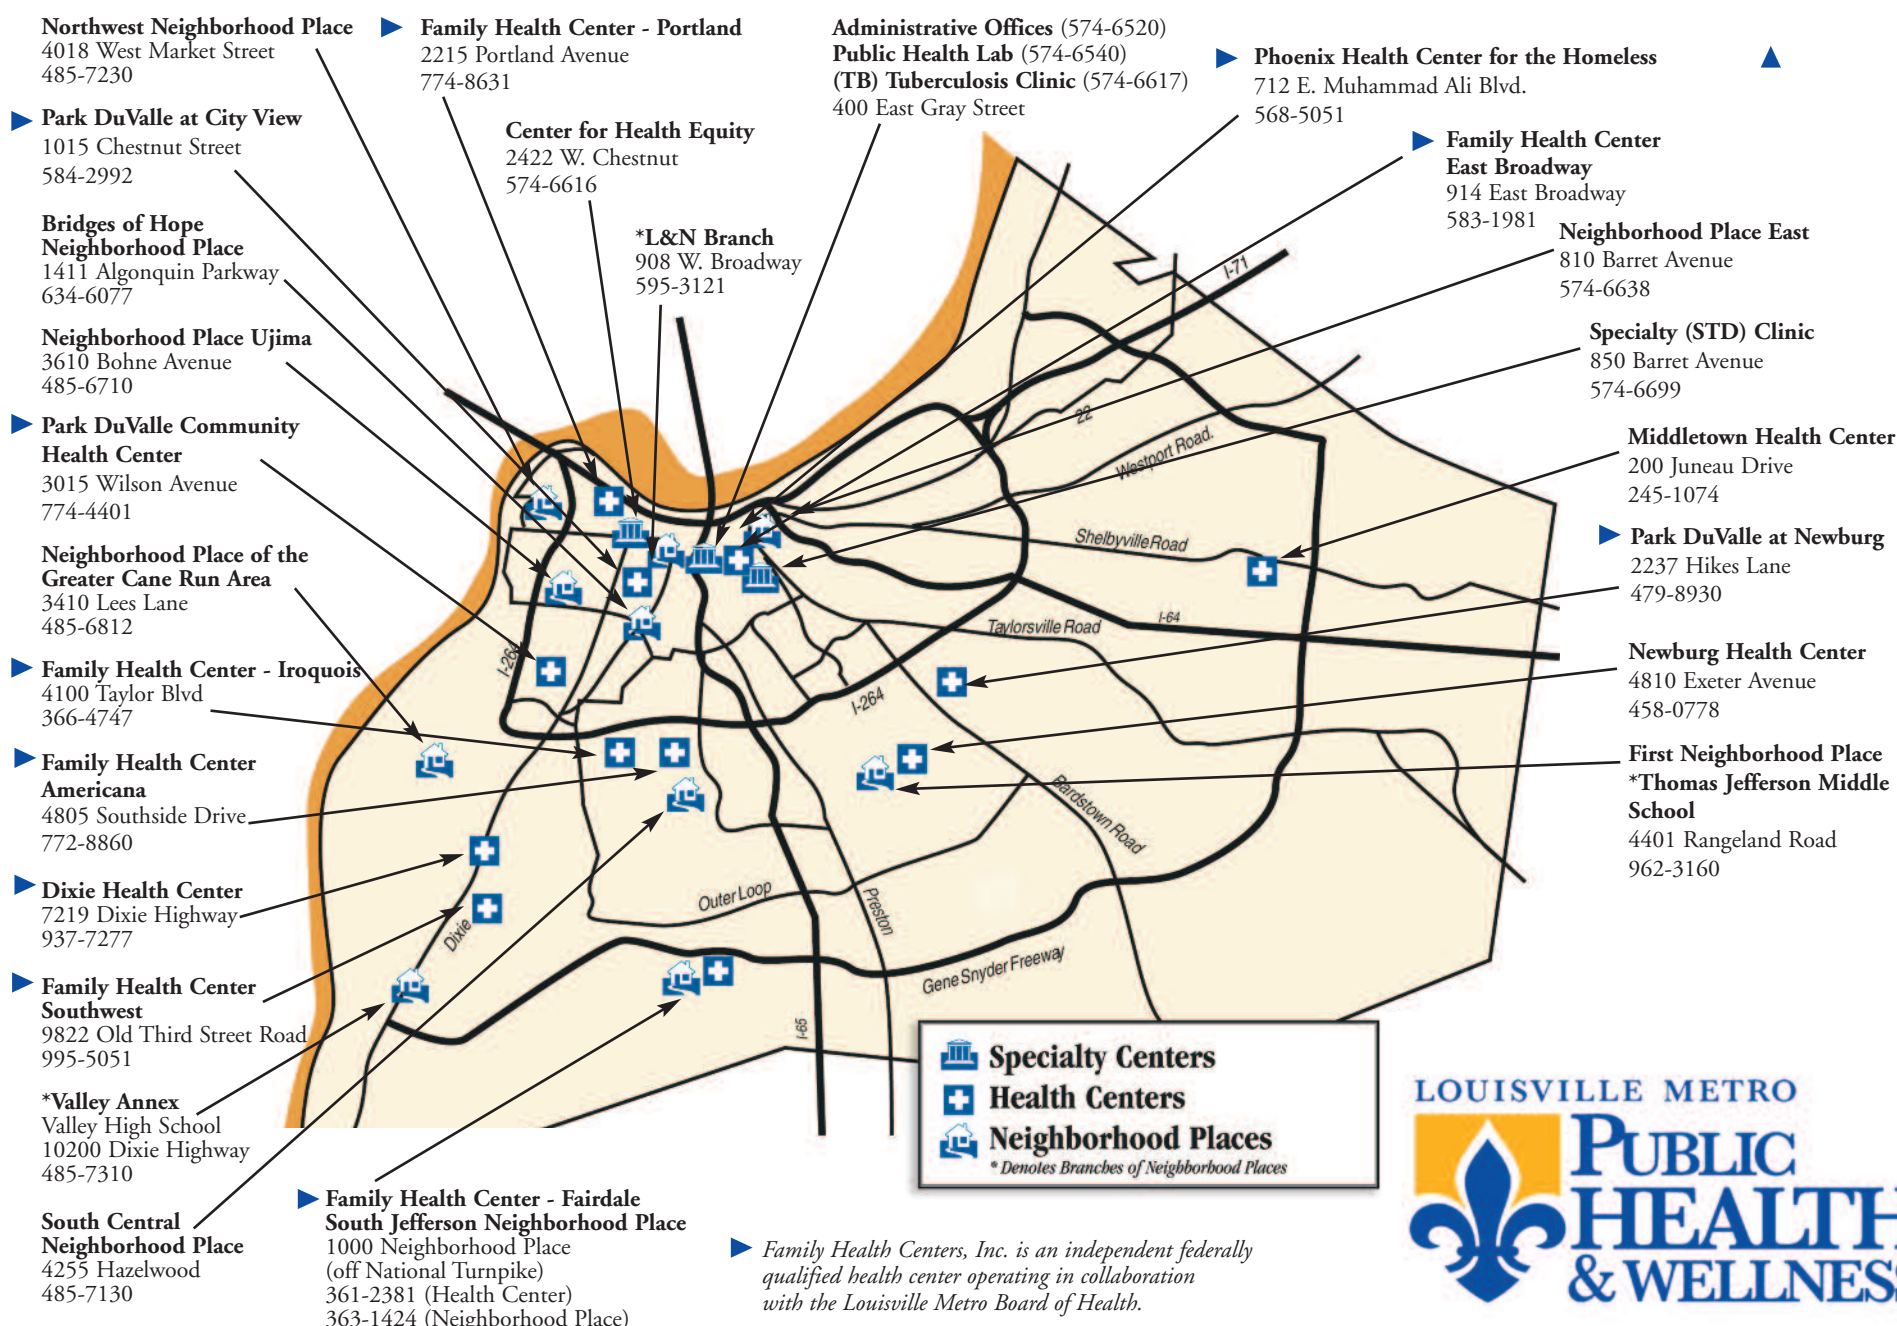 Northwest Neighborhood Place
4018 West Market Street
485-7230
Park DuValle at City View
1015 Chestnut Street
584-2992
Bridges of Hope
Neighborhood Place
1411 Algonquin Parkway
634-6077
Neighborhood Place Ujima
3610 Bohne Avenue
485-6710
Park DuValle Community
Health Center
3015 Wilson Avenue
774-4401
Neighborhood Place of the
Greater Cane Run Area
3410 Lees Lane
485-6812
Family Health Center - Iroquois
4100 Taylor Blvd
366-4747
Family Health Center
Americana
4805 Southside Drive
772-8860
Dixie Health Center
7219 Dixie Highway
937-7277
Family Health Center
Southwest
9822 Old Third Street Road
995-5051
*Valley Annex
Valley High School
10200 Dixie Highway
485-7310
South Central
Neighborhood Place
4255 Hazelwood
485-7130
Family Health Center - Portland
2215 Portland Avenue
774-8631
Center for Health Equity
2422 W. Chestnut
574-6616
*L&N Branch
908 W. Broadway
595-3121
Administrative Offices (574-6520)
Public Health Lab (574-6540)
(TB) Tuberculosis Clinic (574-6617)
400 East Gray Street
Phoenix Health Center for the Homeless
712 E. Muhammad Ali Blvd.
568-5051
Family Health Center
East Broadway
914 East Broadway
583-1981
Neighborhood Place East
810 Barret Avenue
574-6638
Specialty (STD) Clinic
850 Barret Avenue
574-6699
Middletown Health Center
200 Juneau Drive
245-1074
Park DuValle at Newburg
2237 Hikes Lane
479-8930
Newburg Health Center
4810 Exeter Avenue
458-0778
First Neighborhood Place
*Thomas Jefferson Middle
School
4401 Rangeland Road
962-3160
I-71
22
Westport Road.
Shelbyville Road
I-64
Taylorsville Road
I-264
I-264
Bardstown Road
Outer Loop
Preston
Dixie
Gene Snyder Freeway
I-65
Specialty Centers
Health Centers
Neighborhood Places
* Denotes Branches of Neighborhood Places
Family Health Center - Fairdale
South Jefferson Neighborhood Place
1000 Neighborhood Place
(off National Turnpike)
361-2381 (Health Center)
363-1424 (Neighborhood Place)
Family Health Centers, Inc. is an independent federally
qualified health center operating in collaboration
with the Louisville Metro Board of Health.
LOUISVILLE METRO
PUBLIC
HEALTH
& WELLNESS